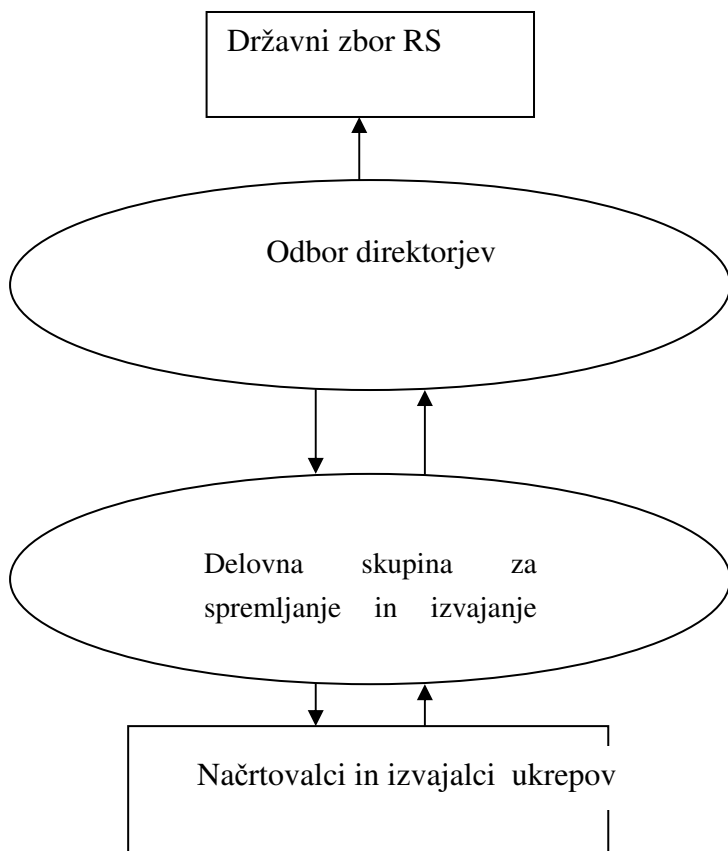 Državni zbor RS
Odbor direktorjev
Delovna skupina za
spremljanje in izvajanje
Načrtovalci in izvajalci ukrepov